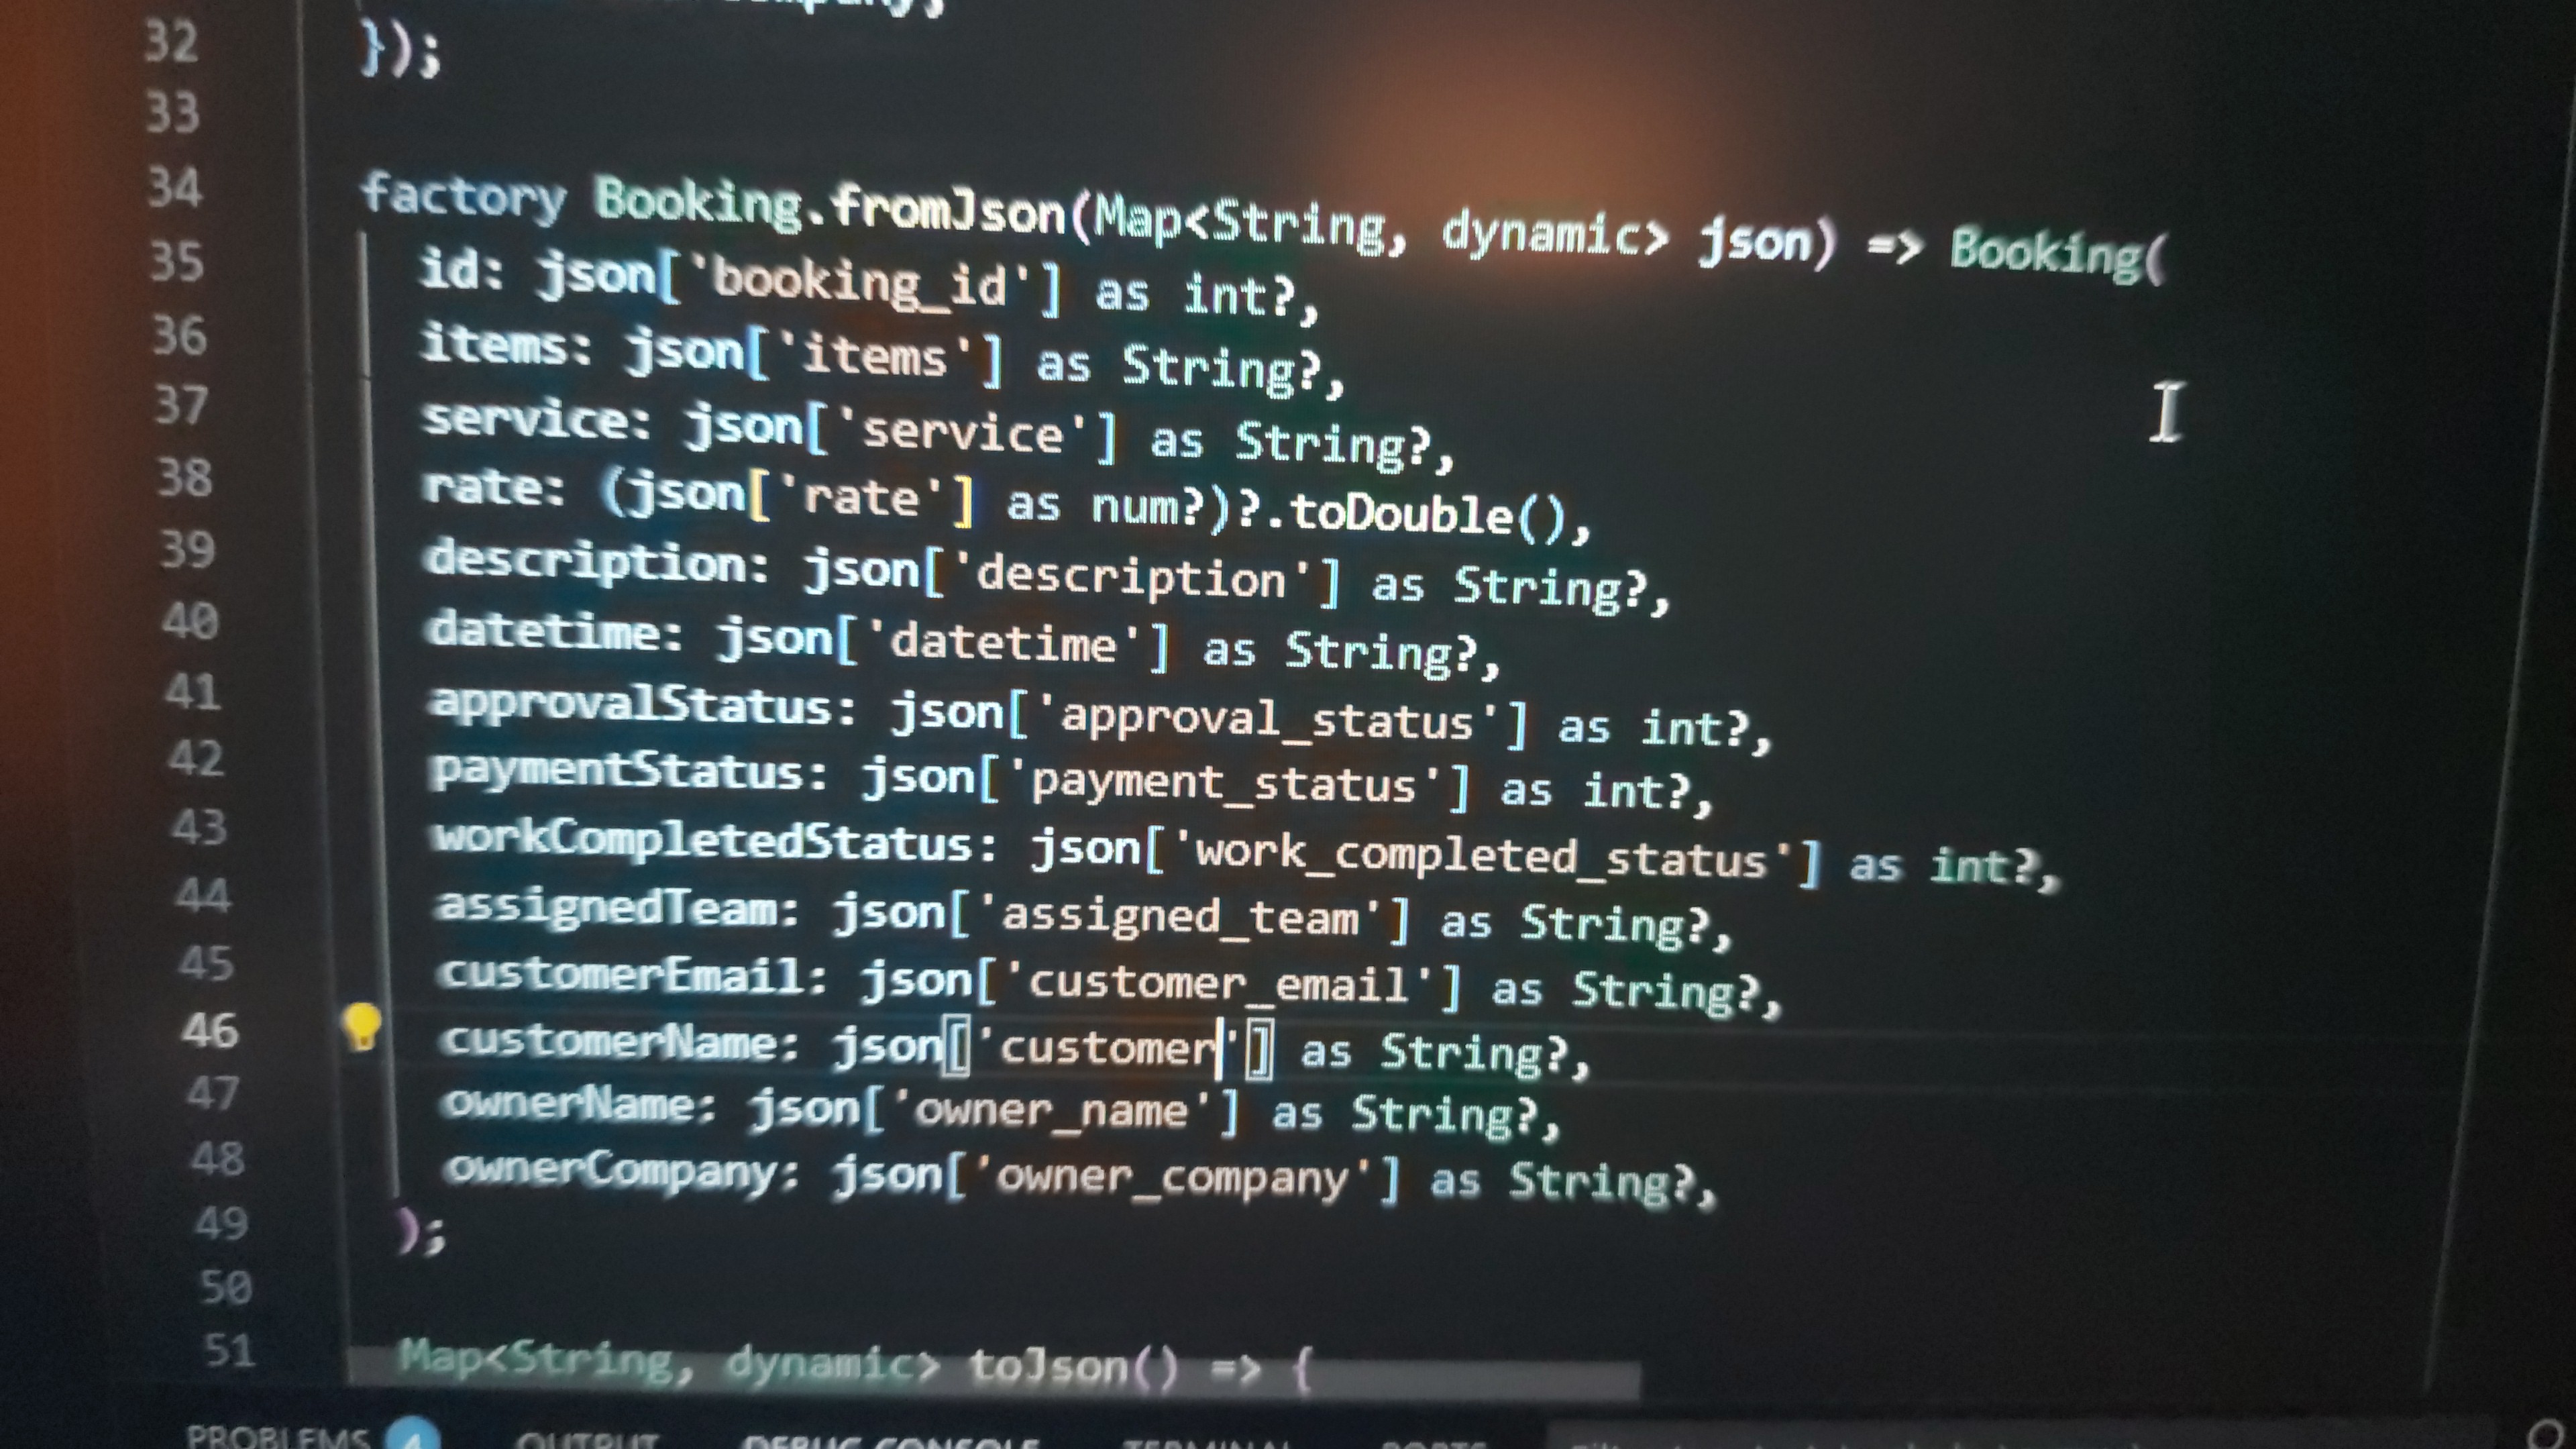 32 });
33
34 factory Booking.fromJson(Map<String, dynamic> json) => Booking(
35 id: json['booking_id'] as int?,
36 items: json['items'] as String?,
37 service: json['service'] as String?,
38 rate: (json['rate'] as num?)?.toDouble(),
39 description: json['description'] as String?,
40 datetime: json['datetime'] as String?,
41 approvalStatus: json['approval_status'] as int?,
42 paymentStatus: json['payment_status'] as int?,
43 workCompletedStatus: json['work_completed_status'] as int?,
44 assignedTeam: json['assigned_team'] as String?,
45 customerEmail: json['customer_email'] as String?,
46 customerName: json['customer'] as String?,
47 ownerName: json['owner_name'] as String?,
48 ownerCompany: json['owner_company'] as String?,
49 );
50
51 Map<String, dynamic> toJson() => {
PROBLEMS 4 OUTPUT DEBUG CONSOLE TERMINAL PORTS